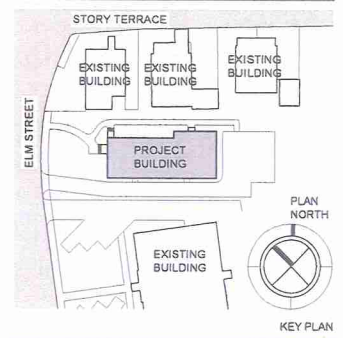 STORY TERRACE
EXISTING
BUILDING
EXISTING
BUILDING
EXISTING
BUILDING
ELM STREET
PROJECT
BUILDING
PLAN
NORTH
EXISTING
BUILDING
KEY PLAN